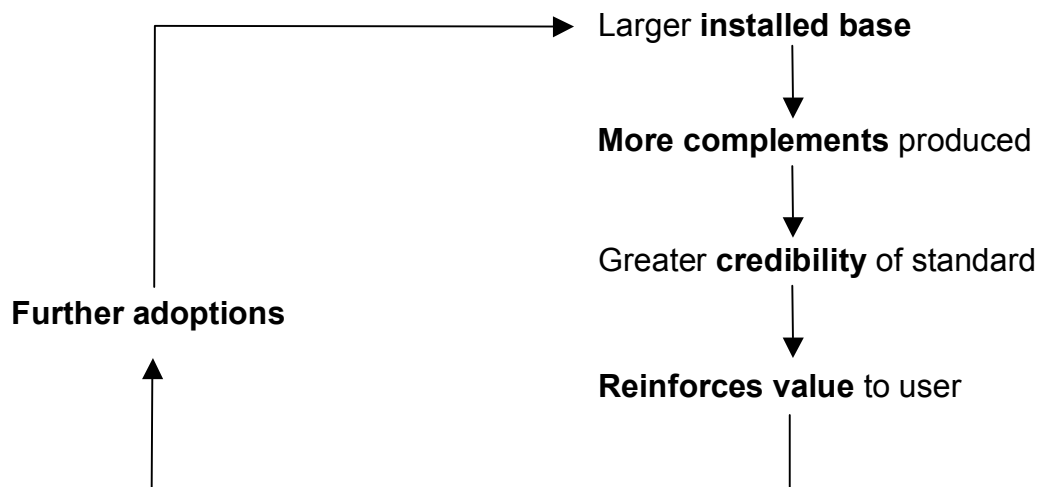 Larger installed base
More complements produced
Greater credibility of standard
Further adoptions
Reinforces value to user